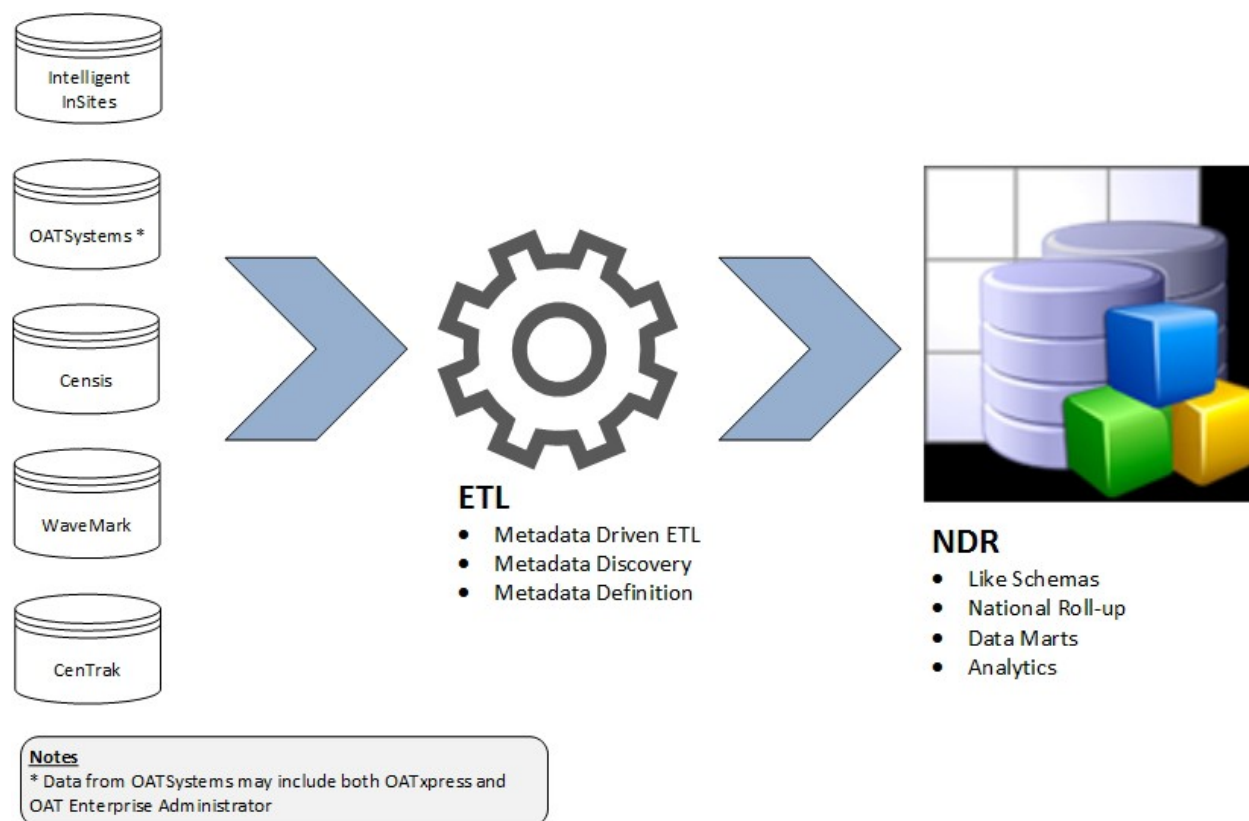 Intelligent
InSites
OATSystems *
Censis
WaveMark
CenTrak
ETL
• Metadata Driven ETL
• Metadata Discovery
• Metadata Definition
NDR
• Like Schemas
• National Roll-up
• Data Marts
• Analytics
Notes
* Data from OATSystems may include both OATxpress and
OAT Enterprise Administrator